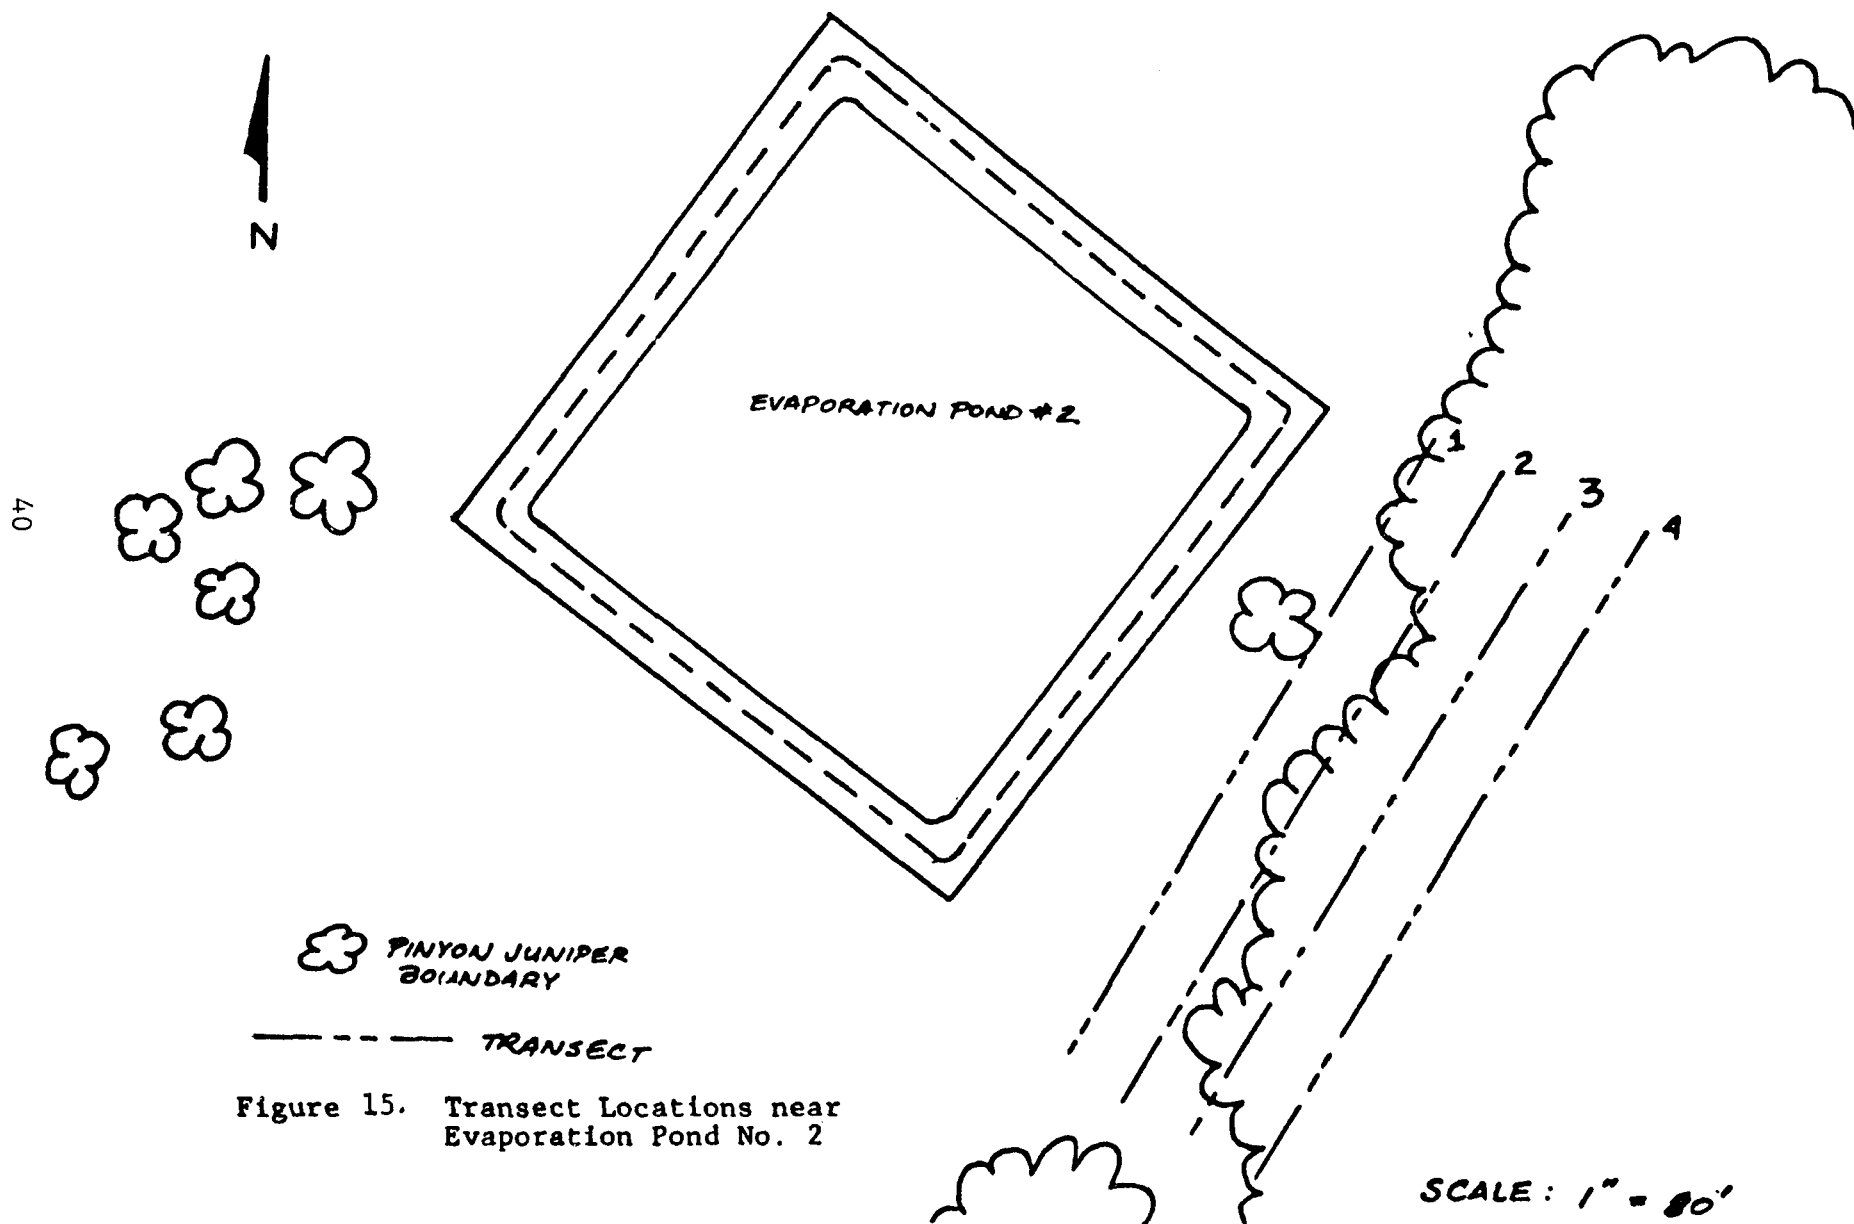 N
EVAPORATION POND #2
1
2
3
4
40
PINYON JUNIPER
BOUNDARY
TRANSECT
Figure 15. Transect Locations near
Evaporation Pond No. 2
SCALE: 1" = 80'